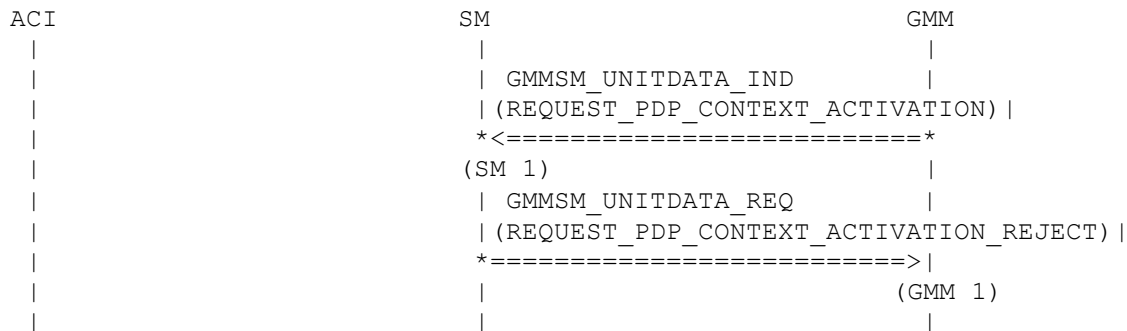 ACI SM GMM
| | |
| | GMMSM_UNITDATA_IND |
| |(REQUEST_PDP_CONTEXT_ACTIVATION)|
| *<==========================*
| (SM 1) |
| | GMMSM_UNITDATA_REQ |
| |(REQUEST_PDP_CONTEXT_ACTIVATION_REJECT)|
| *==========================>|
| | (GMM 1)
| | |